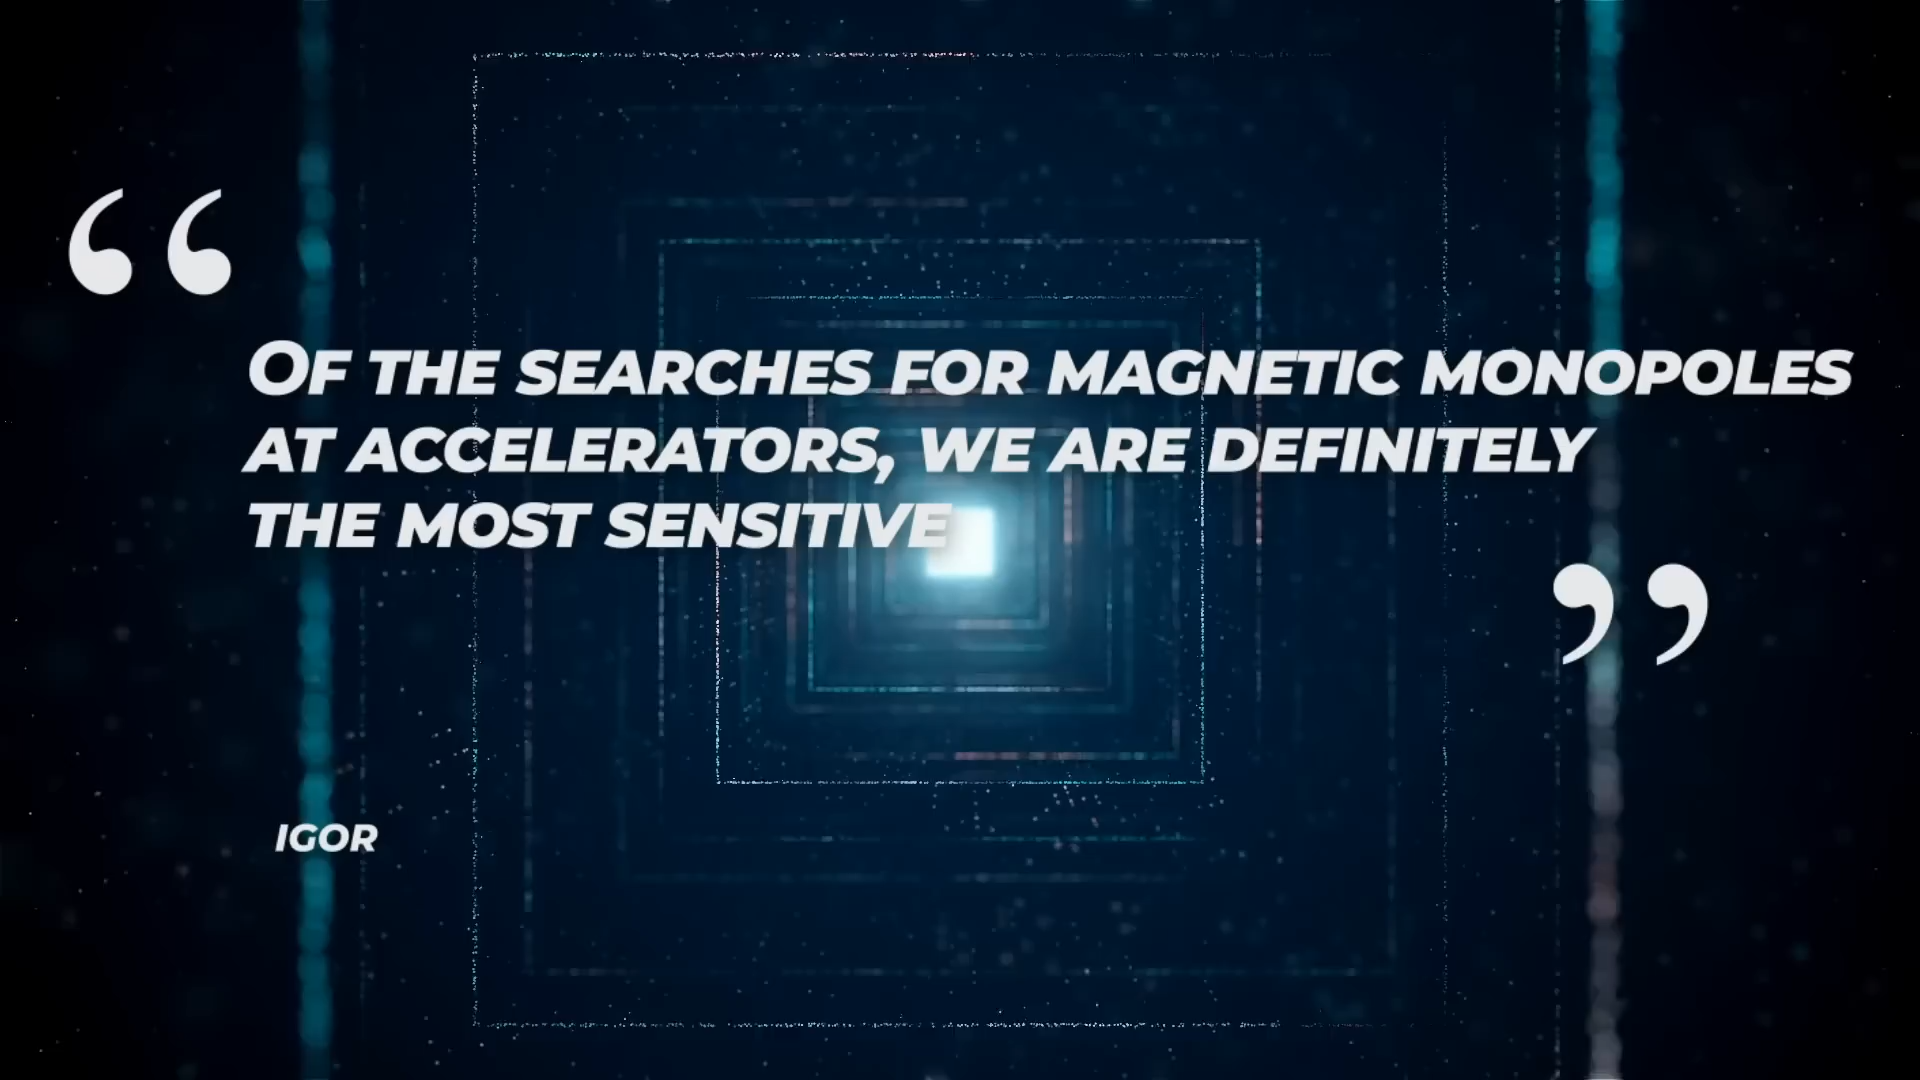 “
OF THE SEARCHES FOR MAGNETIC MONOPOLES
AT ACCELERATORS, WE ARE DEFINITELY
THE MOST SENSITIVE
”
IGOR